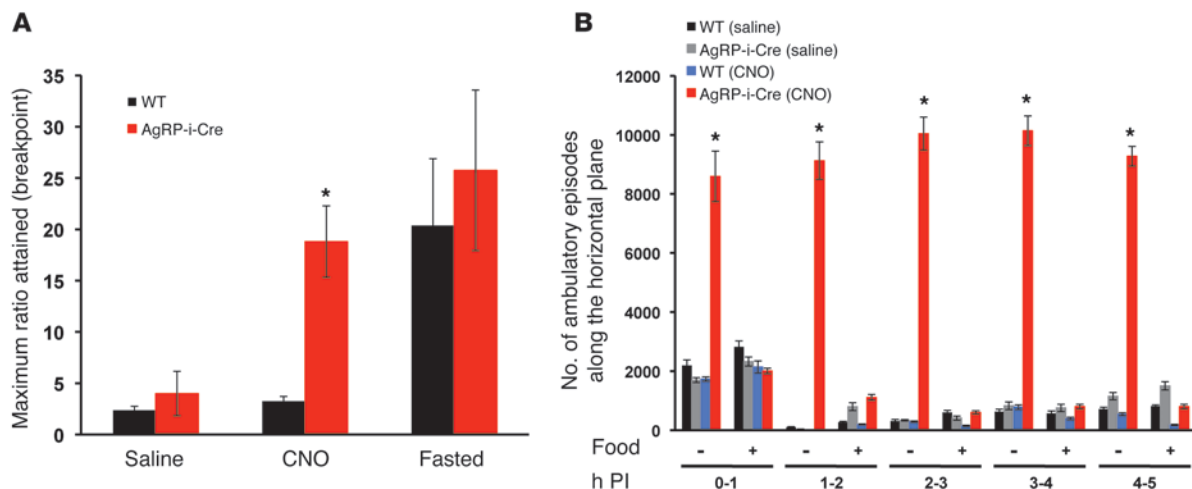 A
Maximum ratio attained (breakpoint)
35
30
25
20
15
10
5
0
WT
AgRP-i-Cre
*
Saline CNO Fasted
B
WT (saline)
AgRP-i-Cre (saline)
WT (CNO)
AgRP-i-Cre (CNO)
No. of ambulatory episodes
along the horizontal plane
12000
10000
8000
6000
4000
2000
0
* * * * *
Food - + - + - + - + - +
h PI 0-1 1-2 2-3 3-4 4-5